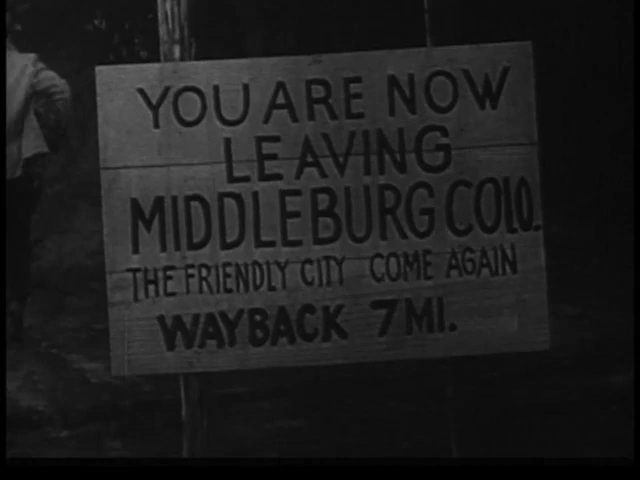 YOU ARE NOW
LEAVING
MIDDLEBURG COLO.
THE FRIENDLY CITY COME AGAIN
WAYBACK 7 MI.